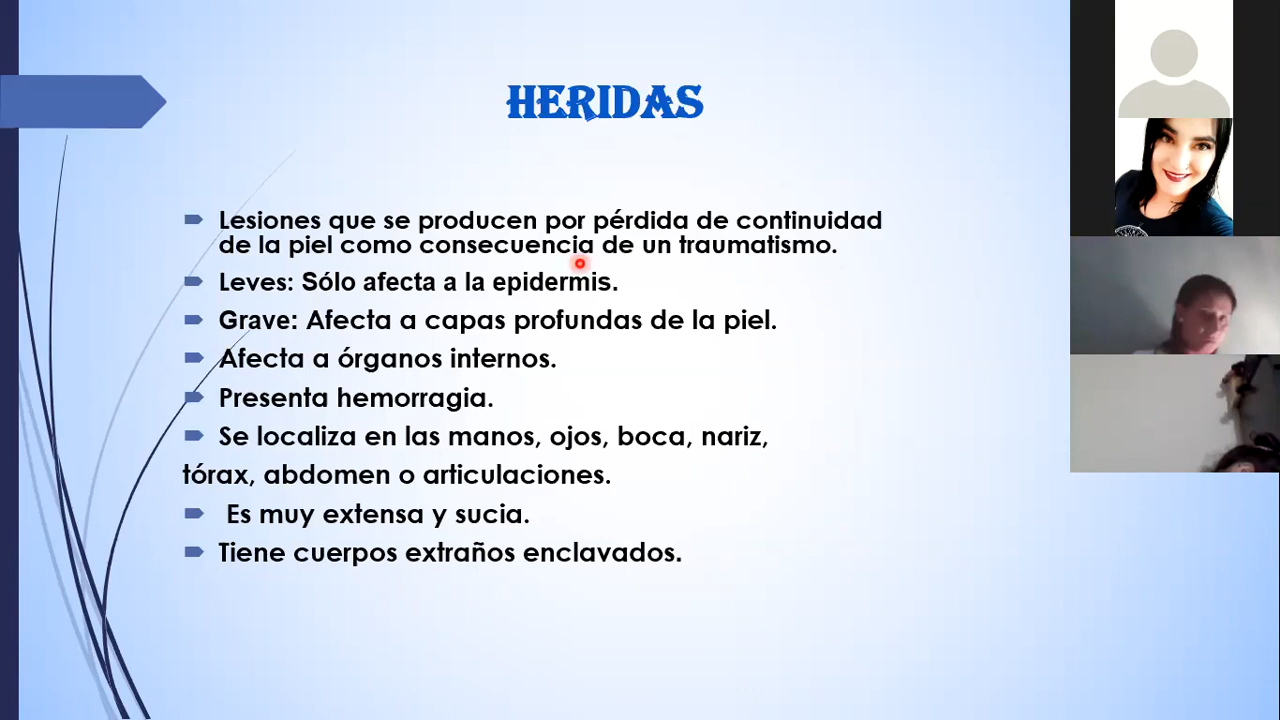 HERIDAS
Lesiones que se producen por pérdida de continuidad
de la piel como consecuencia de un traumatismo.
Leves: Sólo afecta a la epidermis.
Grave: Afecta a capas profundas de la piel.
Afecta a órganos internos.
Presenta hemorragia.
Se localiza en las manos, ojos, boca, nariz,
tórax, abdomen o articulaciones.
Es muy extensa y sucia.
Tiene cuerpos extraños enclavados.